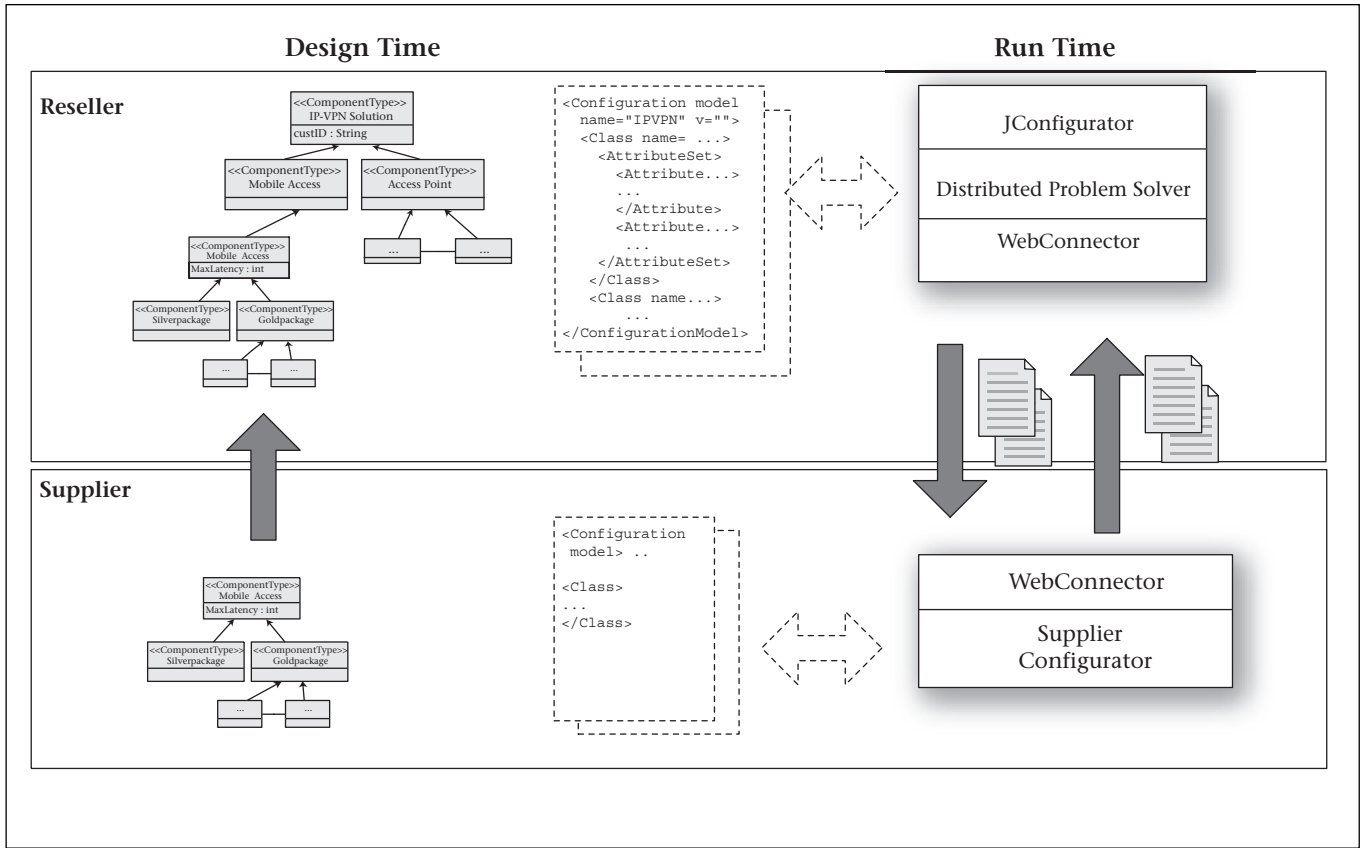 Design Time
Run Time
Reseller
<<ComponentType>>
IP-VPN Solution
custID : String
<<ComponentType>>
Mobile Access
<<ComponentType>>
Access Point
...
...
<<ComponentType>>
Mobile Access
MaxLatency : int
<<ComponentType>>
Silverpackage
<<ComponentType>>
Goldpackage
...
...
<Configuration model
name="IPVPN" v="">
<Class name= ...>
<AttributeSet>
<Attribute...>
...
</Attribute>
<Attribute...>
...
</AttributeSet>
</Class>
<Class name...>
...
</ConfigurationModel>
JConfigurator
Distributed Problem Solver
WebConnector
Supplier
<<ComponentType>>
Mobile Access
MaxLatency : int
<<ComponentType>>
Silverpackage
<<ComponentType>>
Goldpackage
...
...
<Configuration
model> ..
<Class>
...
</Class>
WebConnector
Supplier
Configurator